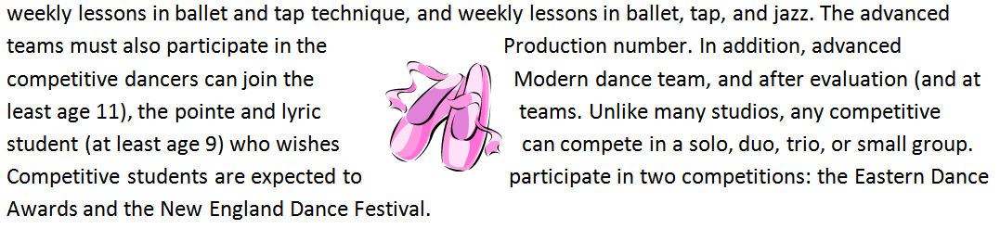 weekly lessons in ballet and tap technique, and weekly lessons in ballet, tap, and jazz. The advanced
teams must also participate in the Production number. In addition, advanced
competitive dancers can join the Modern dance team, and after evaluation (and at
least age 11), the pointe and lyric teams. Unlike many studios, any competitive
student (at least age 9) who wishes can compete in a solo, duo, trio, or small group.
Competitive students are expected to participate in two competitions: the Eastern Dance
Awards and the New England Dance Festival.